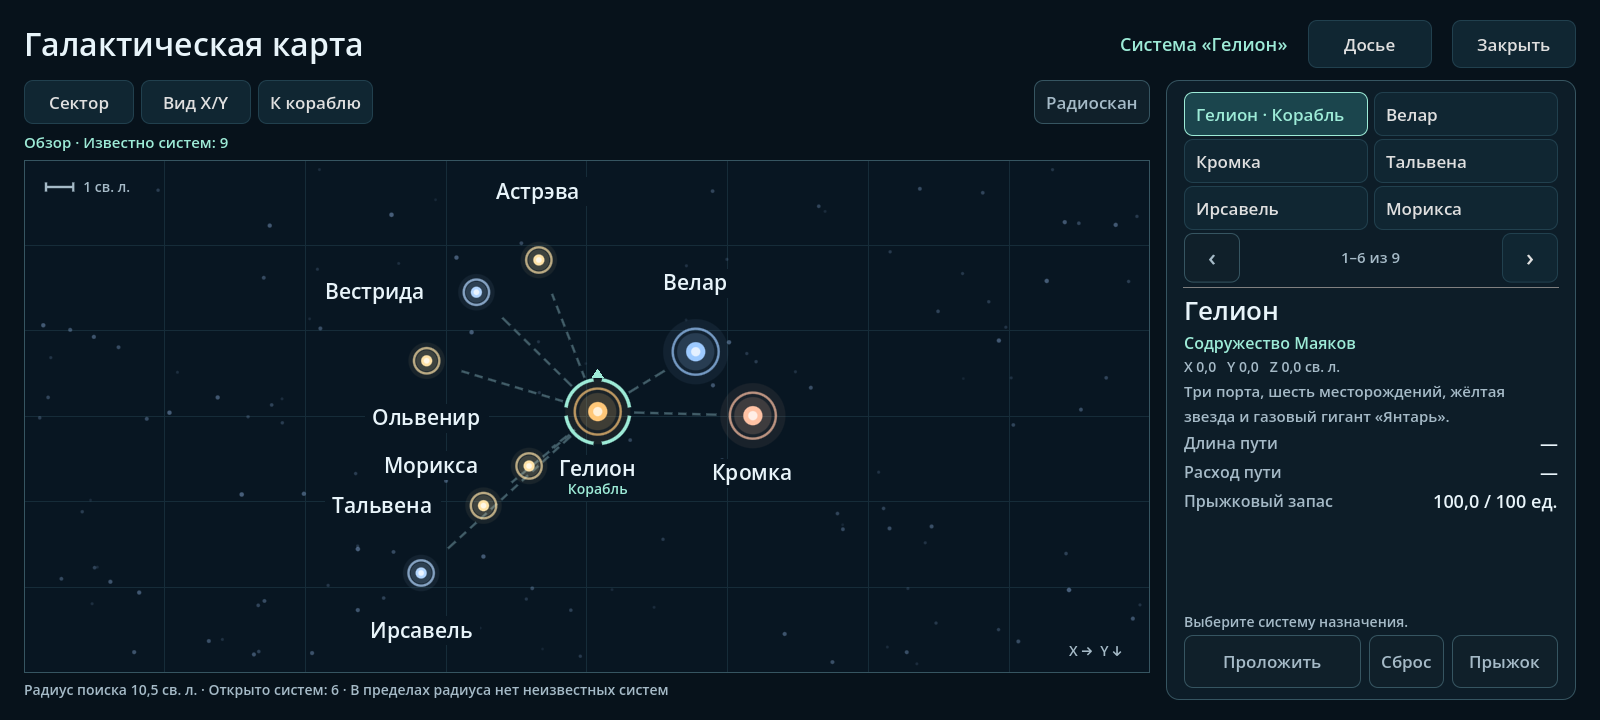 Галактическая карта
Система «Гелион»
Досье
Закрыть
Сектор
Вид X/Y
К кораблю
Радиоскан
Обзор · Известно систем: 9
1 св. л.
Астрэва
Вестрида
Велар
Ольвенир
Морикса
Гелион
Корабль
Кромка
Тальвена
Ирсавель
X → Y ↓
Радиус поиска 10,5 св. л. · Открыто систем: 6 · В пределах радиуса нет неизвестных систем
Гелион · Корабль
Велар
Кромка
Тальвена
Ирсавель
Морикса
‹
1–6 из 9
›
Гелион
Содружество Маяков
X 0,0 Y 0,0 Z 0,0 св. л.
Три порта, шесть месторождений, жёлтая
звезда и газовый гигант «Янтарь».
Длина пути —
Расход пути —
Прыжковый запас 100,0 / 100 ед.
Выберите систему назначения.
Проложить
Сброс
Прыжок